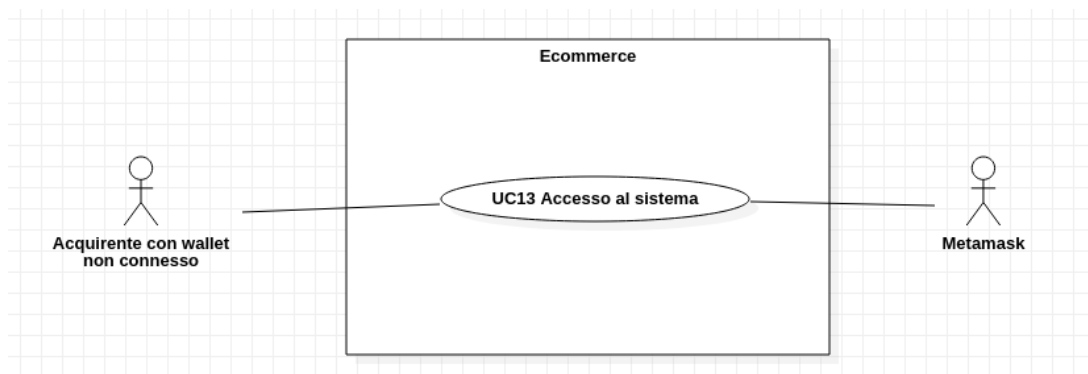 Ecommerce
UC13 Accesso al sistema
Acquirente con wallet
non connesso
Metamask